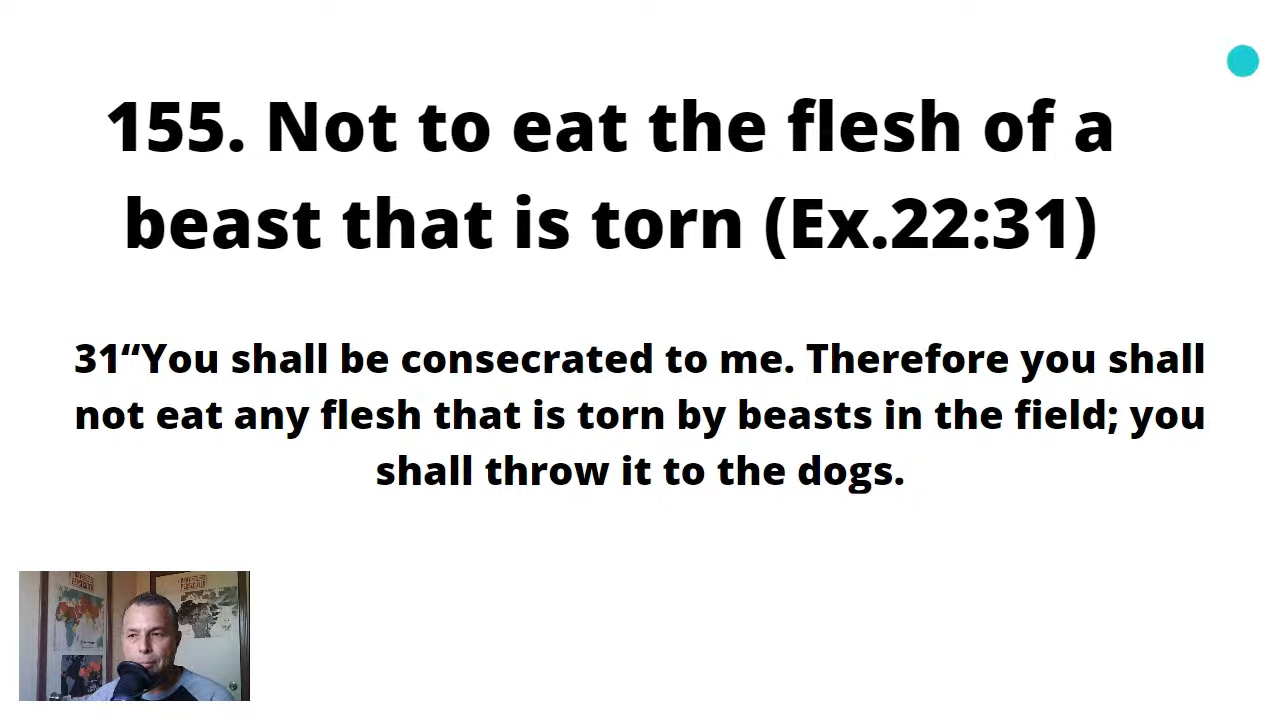 155. Not to eat the flesh of a
beast that is torn (Ex.22:31)
31“You shall be consecrated to me. Therefore you shall
not eat any flesh that is torn by beasts in the field; you
shall throw it to the dogs.